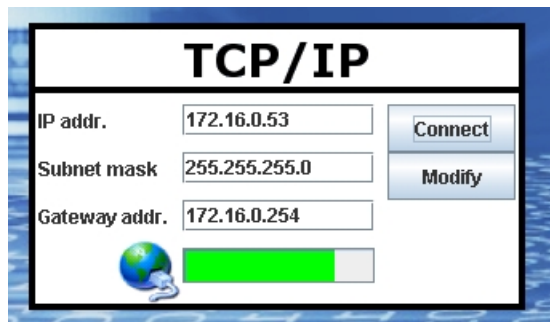 TCP/IP
IP addr. 172.16.0.53 Connect
Subnet mask 255.255.255.0 Modify
Gateway addr. 172.16.0.254